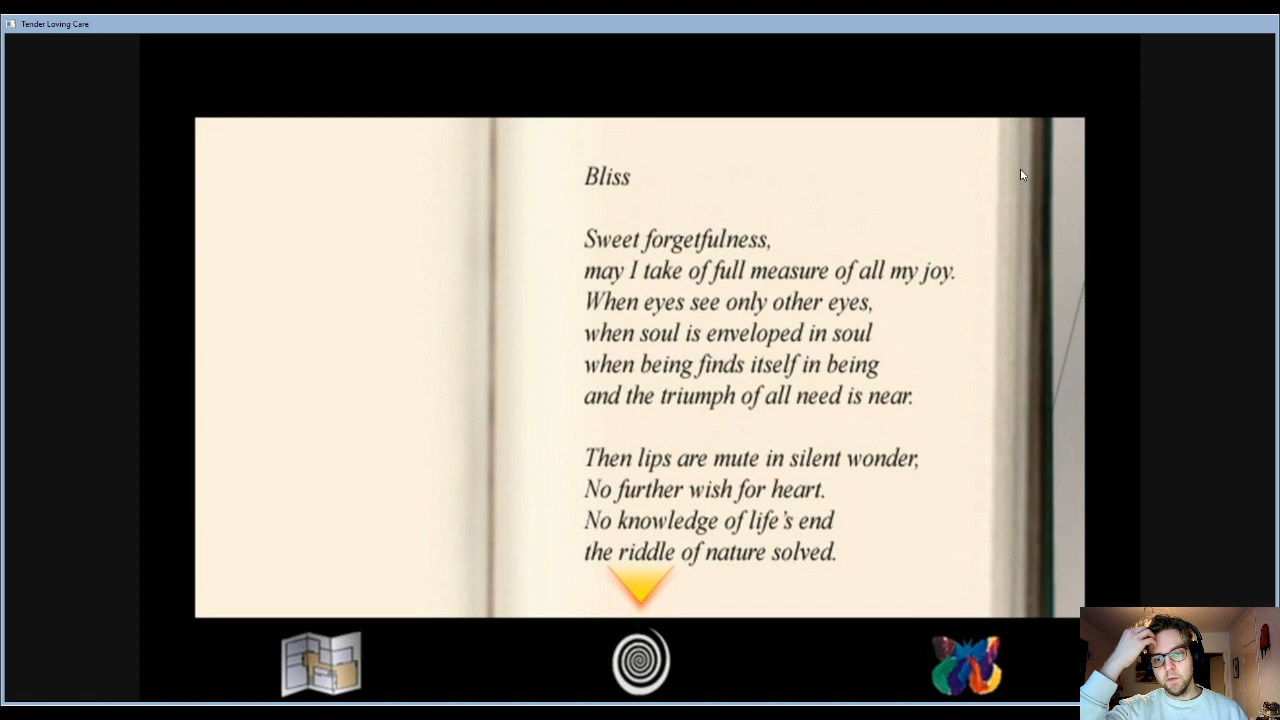 Tender Loving Care
Bliss
Sweet forgetfulness,
may I take of full measure of all my joy.
When eyes see only other eyes,
when soul is enveloped in soul
when being finds itself in being
and the triumph of all need is near.
Then lips are mute in silent wonder,
No further wish for heart.
No knowledge of life's end
the riddle of nature solved.